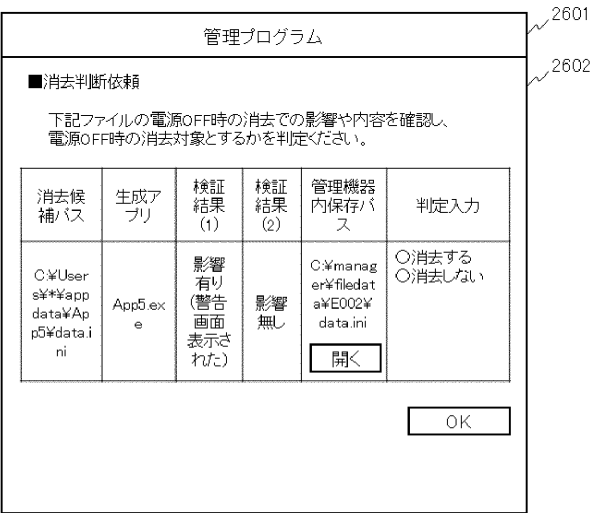 管理プログラム
2601
2602
■消去判断依頼
下記ファイルの電源OFF時の消去での影響や内容を確認し、
電源OFF時の消去対象とするかを判定ください。
消去候
補パス
生成ア
プリ
検証
結果
(1)
検証
結果
(2)
管理機器
内保存パ
ス
判定入力
C:¥User
s¥*¥app
data¥Ap
p5¥data.i
ni
App5.ex
e
影響
有り
(警告
画面
表示さ
れた)
影響
無し
C:¥manag
er¥filedat
a¥E002¥
data.ini
開く
○消去する
○消去しない
OK